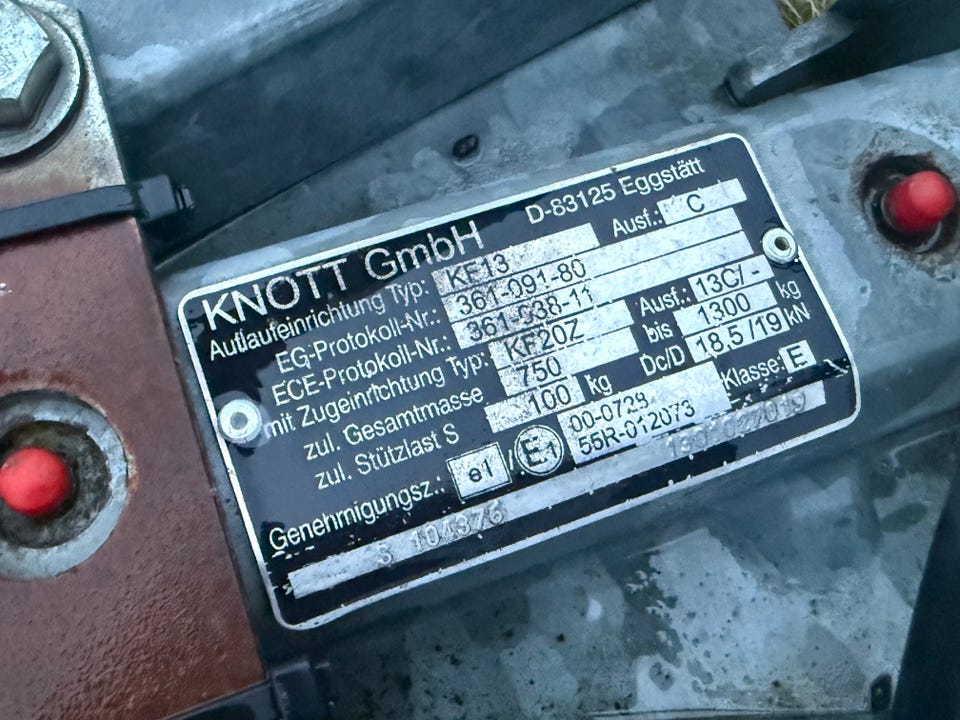 KNOTT GmbH D-83125 Eggstätt
Auflaufeinrichtung Typ: KF13 Ausf.: C
EG-Protokoll-Nr.: 361-091-80
ECE-Protokoll-Nr.: 361-038-11
mit Zugeinrichtung Typ: KF20Z Ausf.: 13C/-
zul. Gesamtmasse 750 bis 1300 kg
zul. Stützlast S 100 kg Dc/D 18.5/19 kN
Genehmigungsz.: e1 / E1 00-0729 Klasse: E
55R-012073
S 104376